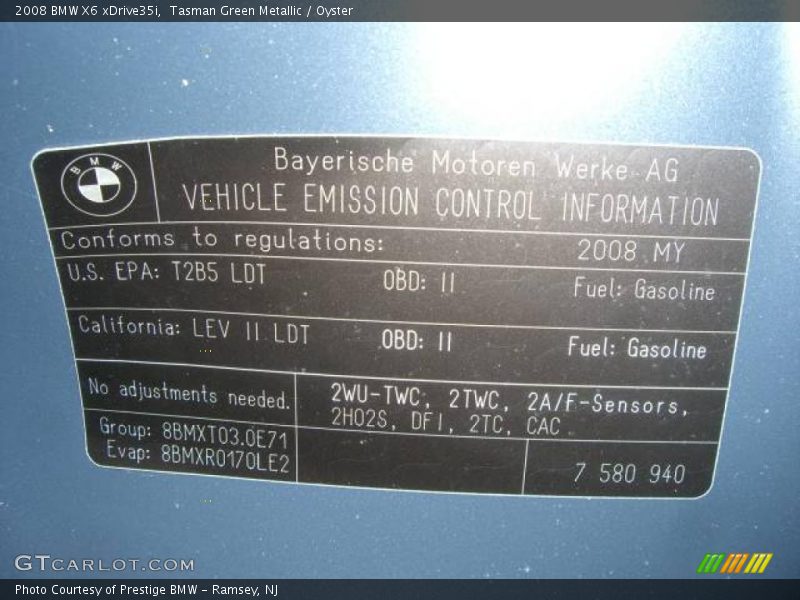 2008 BMW X6 xDrive35i, Tasman Green Metallic / Oyster
BMW
Bayerische Motoren Werke AG
VEHICLE EMISSION CONTROL INFORMATION
Conforms to regulations: 2008 MY
U.S. EPA: T2B5 LDT OBD: II Fuel: Gasoline
California: LEV II LDT OBD: II Fuel: Gasoline
No adjustments needed.
2WU-TWC, 2TWC, 2A/F-Sensors,
2HO2S, DFI, 2TC, CAC
Group: 8BMXT03.0E71
Evap: 8BMXR0170LE2
7 580 940
GTCARLOT.COM
Photo Courtesy of Prestige BMW - Ramsey, NJ